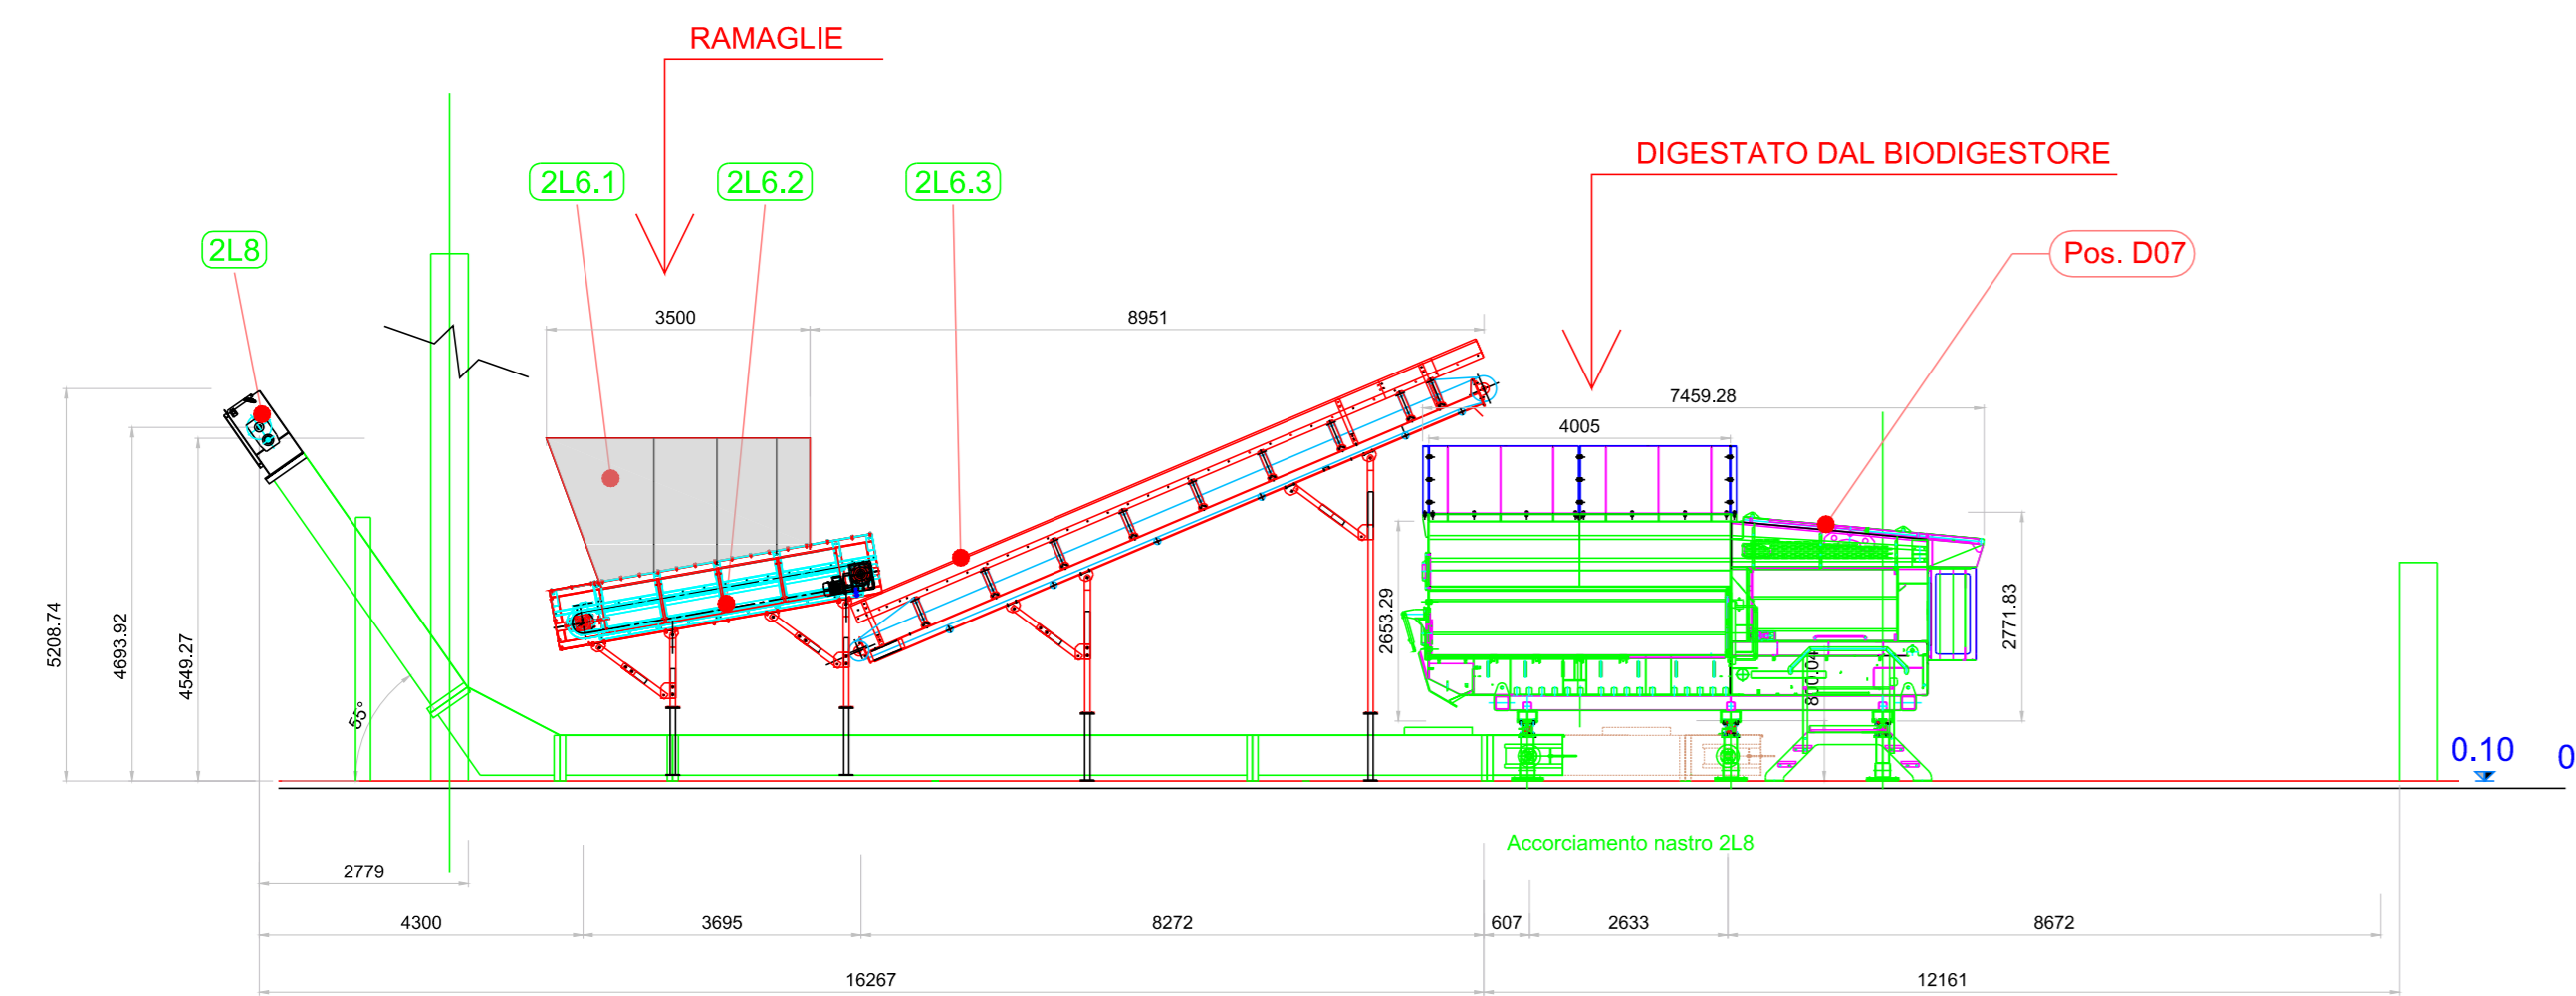 RAMAGLIE
DIGESTATO DAL BIODIGESTORE
2L6.1
2L6.2
2L6.3
2L8
Pos. D07
3500
8951
7459.28
4005
5208.74
4693.92
4549.27
55°
2653.29
2771.83
800.04
0.10
0
Accorciamento nastro 2L8
2779
4300
3695
8272
607
2633
8672
16267
12161